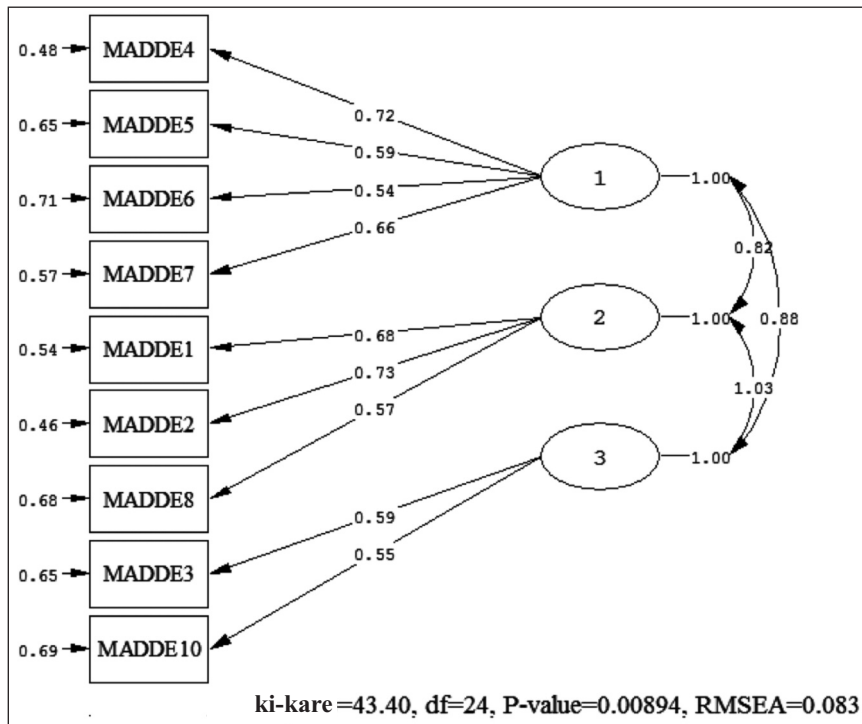 0.48 MADDE4
0.72
0.65 MADDE5
0.59
0.71 MADDE6
0.54
1
1.00
0.66
0.57 MADDE7
0.82
0.54 MADDE1
0.68
2
1.00
0.88
0.73
0.46 MADDE2
0.57
1.03
3
1.00
0.68 MADDE8
0.59
0.65 MADDE3
0.55
0.69 MADDE10
ki-kare =43.40, df=24, P-value=0.00894, RMSEA=0.083